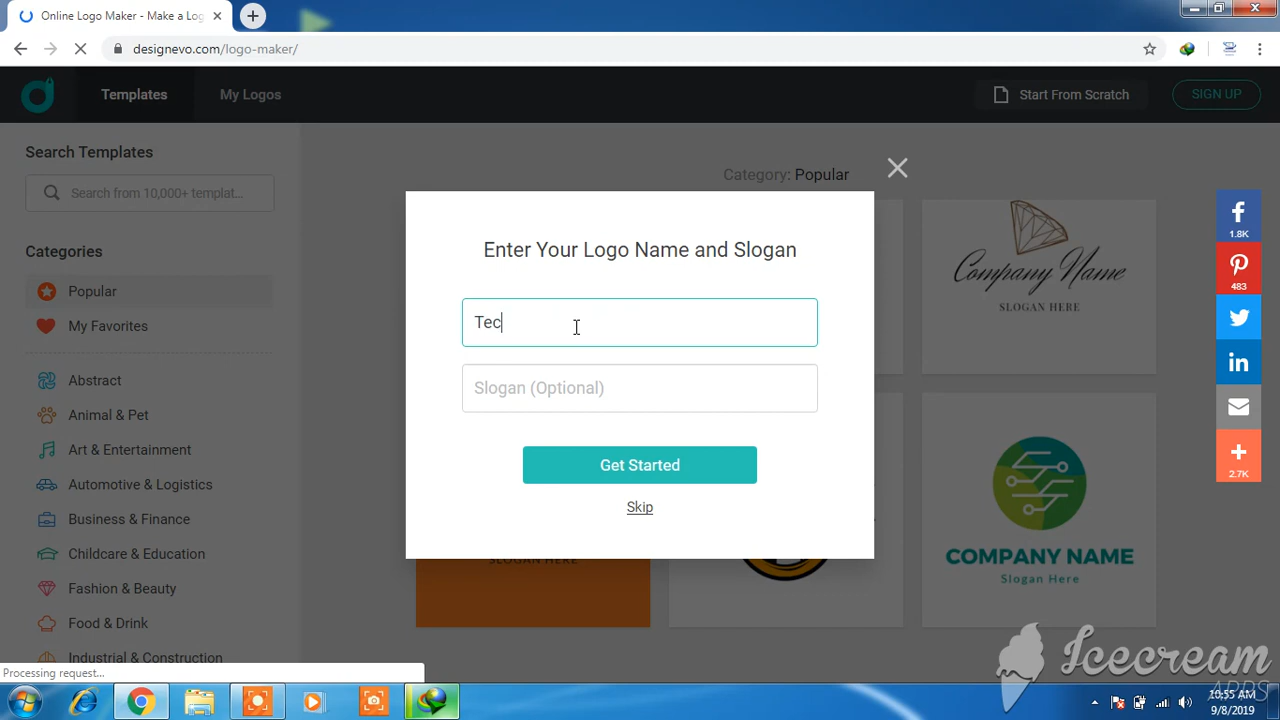 Online Logo Maker - Make a Log
designevo.com/logo-maker/
Templates
My Logos
Start From Scratch
SIGN UP
Search Templates
Search from 10,000+ templat...
Category: Popular
Categories
Popular
My Favorites
Abstract
Animal & Pet
Art & Entertainment
Automotive & Logistics
Business & Finance
Childcare & Education
Fashion & Beauty
Food & Drink
Industrial & Construction
Enter Your Logo Name and Slogan
Tec
Slogan (Optional)
Get Started
Skip
Company Name
SLOGAN HERE
SLOGAN HERE
COMPANY NAME
Slogan Here
1.8K
483
2.7K
Processing request...
Icecream
APPS
10:55 AM
9/8/2019